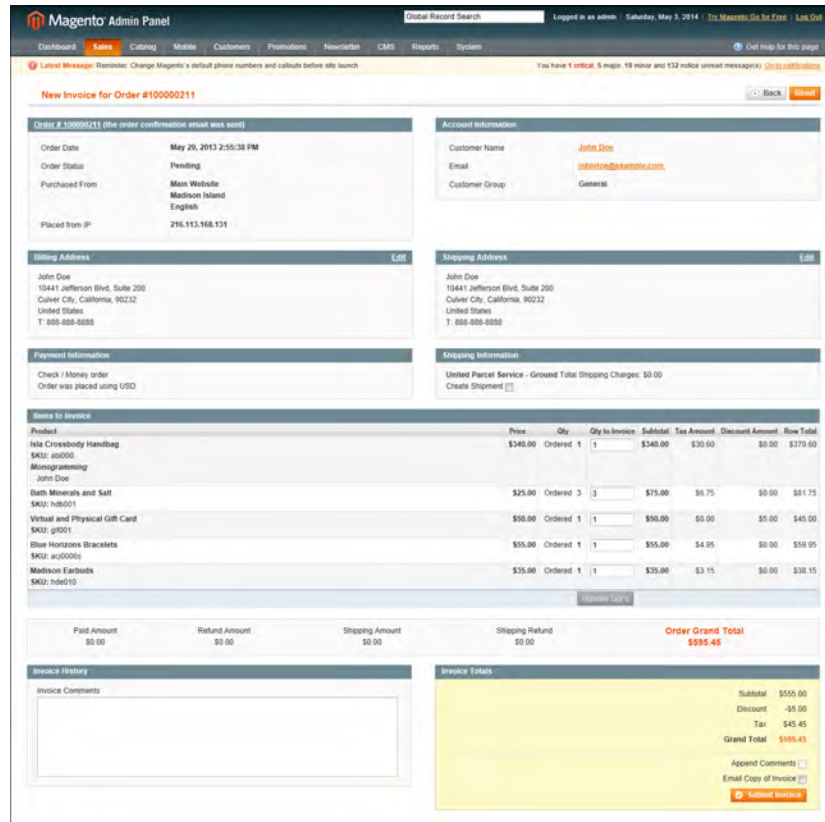 Magento Admin Panel
Global Record Search
Logged in as admin | Saturday, May 3, 2014 | Try Magento Go for Free | Log Out
Dashboard Sales Catalog Mobile Customers Promotions Newsletter CMS Reports System
Get help for this page
Latest Message: Reminder: Change Magento's default phone numbers and callouts before site launch
You have 1 critical, 5 major, 19 minor and 132 notice unread message(s). Go to notifications
New Invoice for Order #100000211
Back Reset
Order # 100000211 (the order confirmation email was sent)
Order Date May 29, 2013 2:55:38 PM
Order Status Pending
Purchased From Main Website
Madison Island
English
Placed from IP 216.113.168.131
Account Information
Customer Name John Doe
Email johndoe@example.com
Customer Group General
Billing Address Edit
John Doe
10441 Jefferson Blvd, Suite 200
Culver City, California, 90232
United States
T: 888-888-8888
Shipping Address Edit
John Doe
10441 Jefferson Blvd, Suite 200
Culver City, California, 90232
United States
T: 888-888-8888
Payment Information
Check / Money order
Order was placed using USD
Shipping Information
United Parcel Service - Ground Total Shipping Charges: $0.00
Create Shipment
Items to Invoice
Product Price Qty Qty to Invoice Subtotal Tax Amount Discount Amount Row Total
Isla Crossbody Handbag $340.00 Ordered 1 1 $340.00 $30.60 $0.00 $370.60
SKU: abl000
Monogramming
John Doe
Bath Minerals and Salt $25.00 Ordered 3 3 $75.00 $6.75 $0.00 $81.75
SKU: hdb001
Virtual and Physical Gift Card $50.00 Ordered 1 1 $50.00 $0.00 $5.00 $45.00
SKU: gif001
Blue Horizons Bracelets $55.00 Ordered 1 1 $55.00 $4.95 $0.00 $59.95
SKU: acj0006s
Madison Earbuds $35.00 Ordered 1 1 $35.00 $3.15 $0.00 $38.15
SKU: hde010
Update Qty's
Paid Amount Refund Amount Shipping Amount Shipping Refund Order Grand Total
$0.00 $0.00 $0.00 $0.00 $595.45
Invoice History
Invoice Comments
Invoice Totals
Subtotal $555.00
Discount -$5.00
Tax $45.45
Grand Total $595.45
Append Comments
Email Copy of Invoice
Submit Invoice